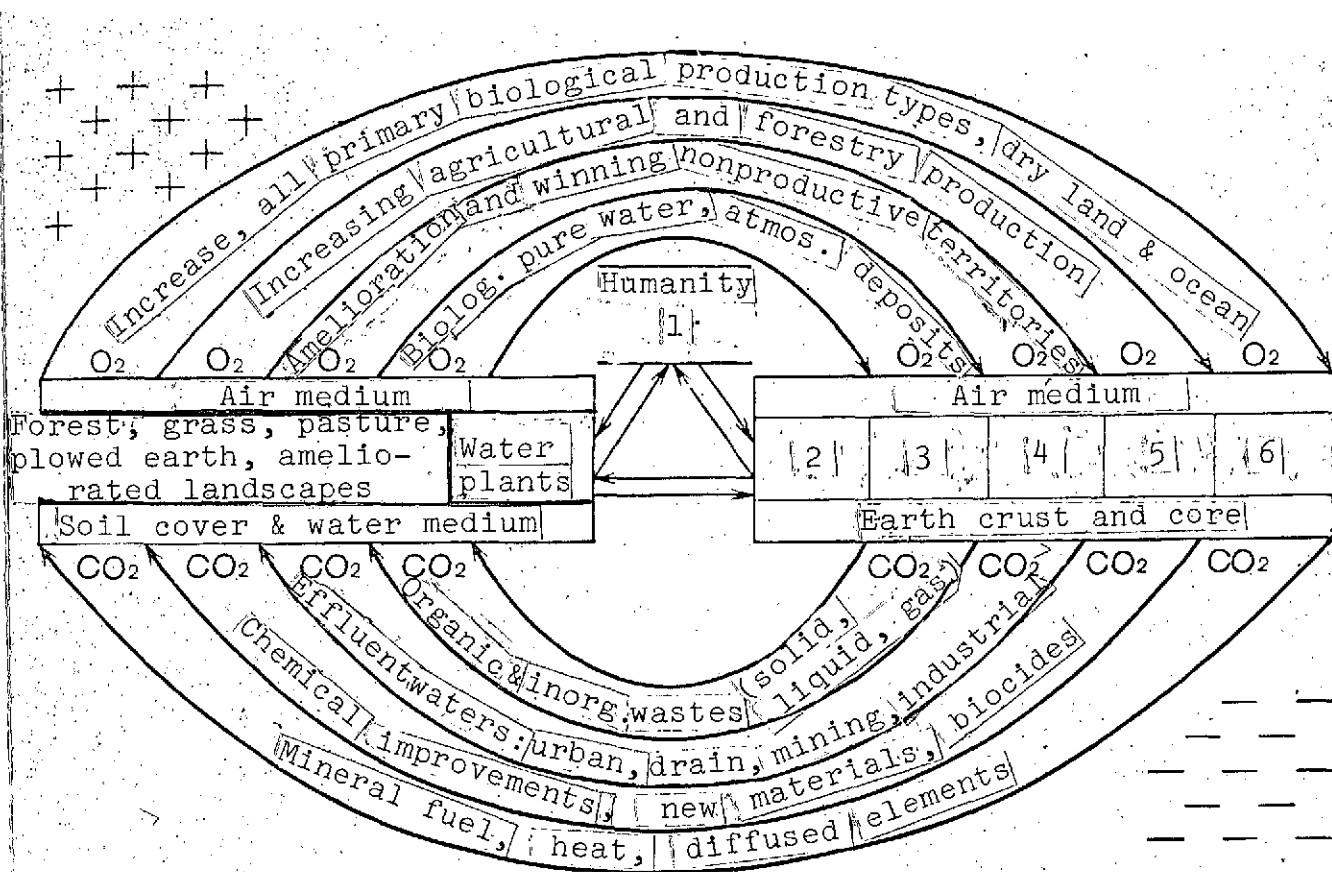 Increase, all primary biological production types, dry land & ocean
Increasing agricultural and forestry production
Amelioration and winning nonproductive territories
Biolog. pure water, atmos. deposits
Humanity
1
O2 O2 O2 O2 O2 O2 O2 O2
Air medium
Air medium
Forest, grass, pasture,
plowed earth, amelio-
rated landscapes
Water
plants
2 3 4 5 6
Soil cover & water medium
Earth crust and core
CO2 CO2 CO2 CO2 CO2 CO2 CO2 CO2
Organic & inorg. wastes (solid,
liquid, gas)
Effluent waters: urban, drain, mining, industrial
Chemical improvements, new materials, biocides
Mineral fuel, heat, diffused elements